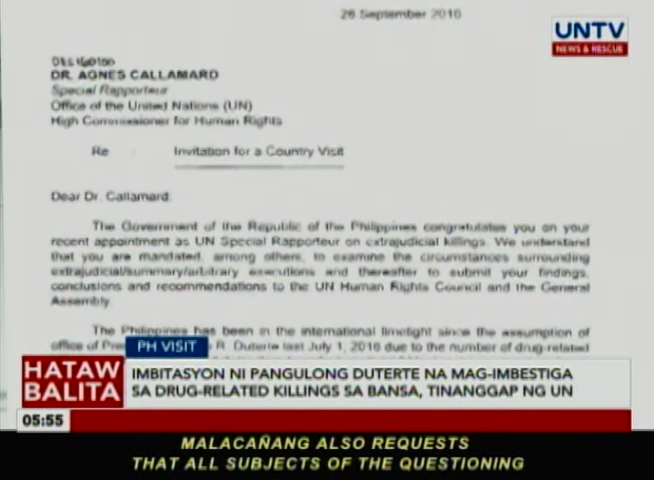 26 September 2016
UNTV
NEWS & RESCUE
DR. AGNES CALLAMARD
Special Rapporteur
Office of the United Nations (UN)
High Commissioner for Human Rights
Re : Invitation for a Country Visit
Dear Dr. Callamard:
The Government of the Republic of the Philippines congratulates you on your
recent appointment as UN Special Rapporteur on extrajudicial killings. We understand
that you are mandated, among others, to examine the circumstances surrounding
extrajudicial/summary/arbitrary executions and thereafter to submit your findings,
conclusions and recommendations to the UN Human Rights Council and the General
Assembly.
The Philippines has been in the international limelight since the assumption of
office of R. Duterte last July 1, 2016 due to the number of drug-related
PH VISIT
HATAW BALITA
IMBITASYON NI PANGULONG DUTERTE NA MAG-IMBESTIGA
SA DRUG-RELATED KILLINGS SA BANSA, TINANGGAP NG UN
05:55
MALACAÑANG ALSO REQUESTS
THAT ALL SUBJECTS OF THE QUESTIONING